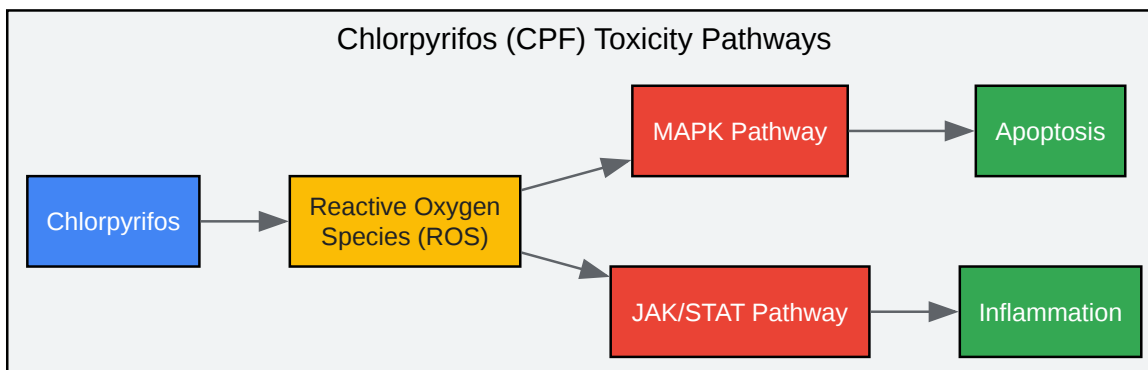 Chlorpyrifos (CPF) Toxicity Pathways
MAPK Pathway
Apoptosis
Chlorpyrifos
Reactive Oxygen
Species (ROS)
JAK/STAT Pathway
Inflammation